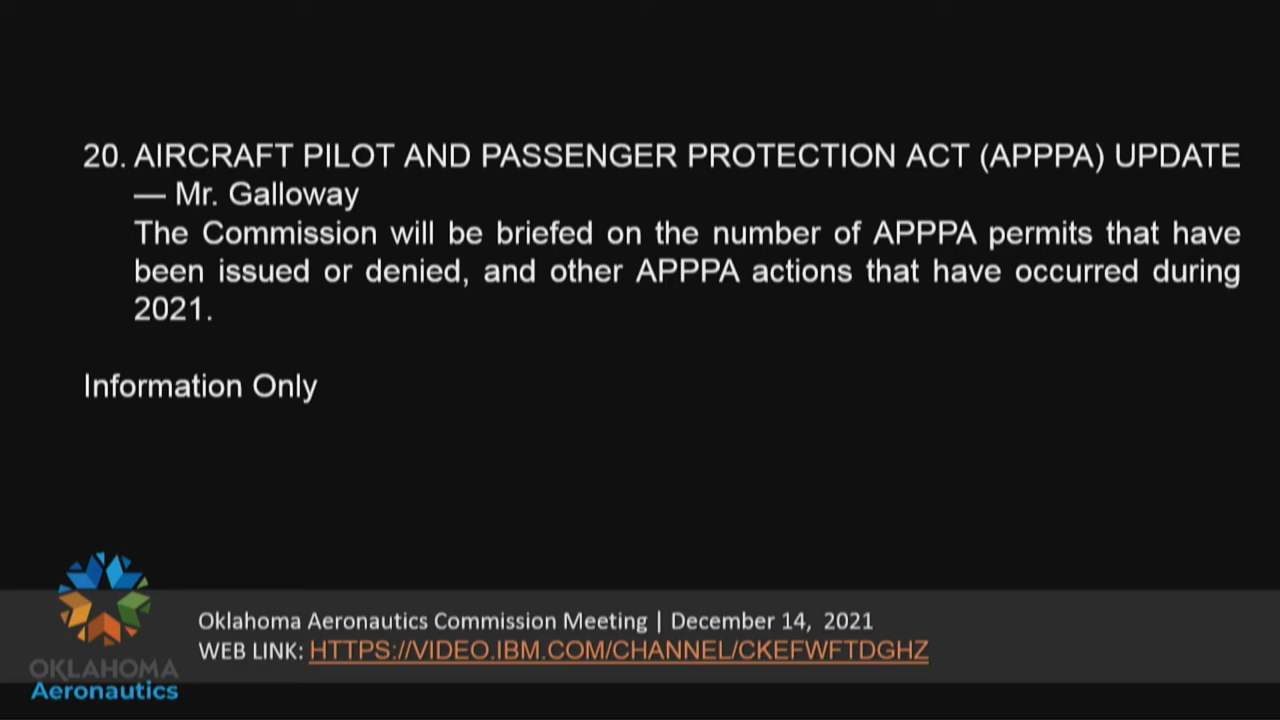 20. AIRCRAFT PILOT AND PASSENGER PROTECTION ACT (APPPA) UPDATE
— Mr. Galloway
The Commission will be briefed on the number of APPPA permits that have
been issued or denied, and other APPPA actions that have occurred during
2021.
Information Only
Oklahoma Aeronautics Commission Meeting | December 14, 2021
WEB LINK: HTTPS://VIDEO.IBM.COM/CHANNEL/CKEFWFTDGHZ
OKLAHOMA
Aeronautics